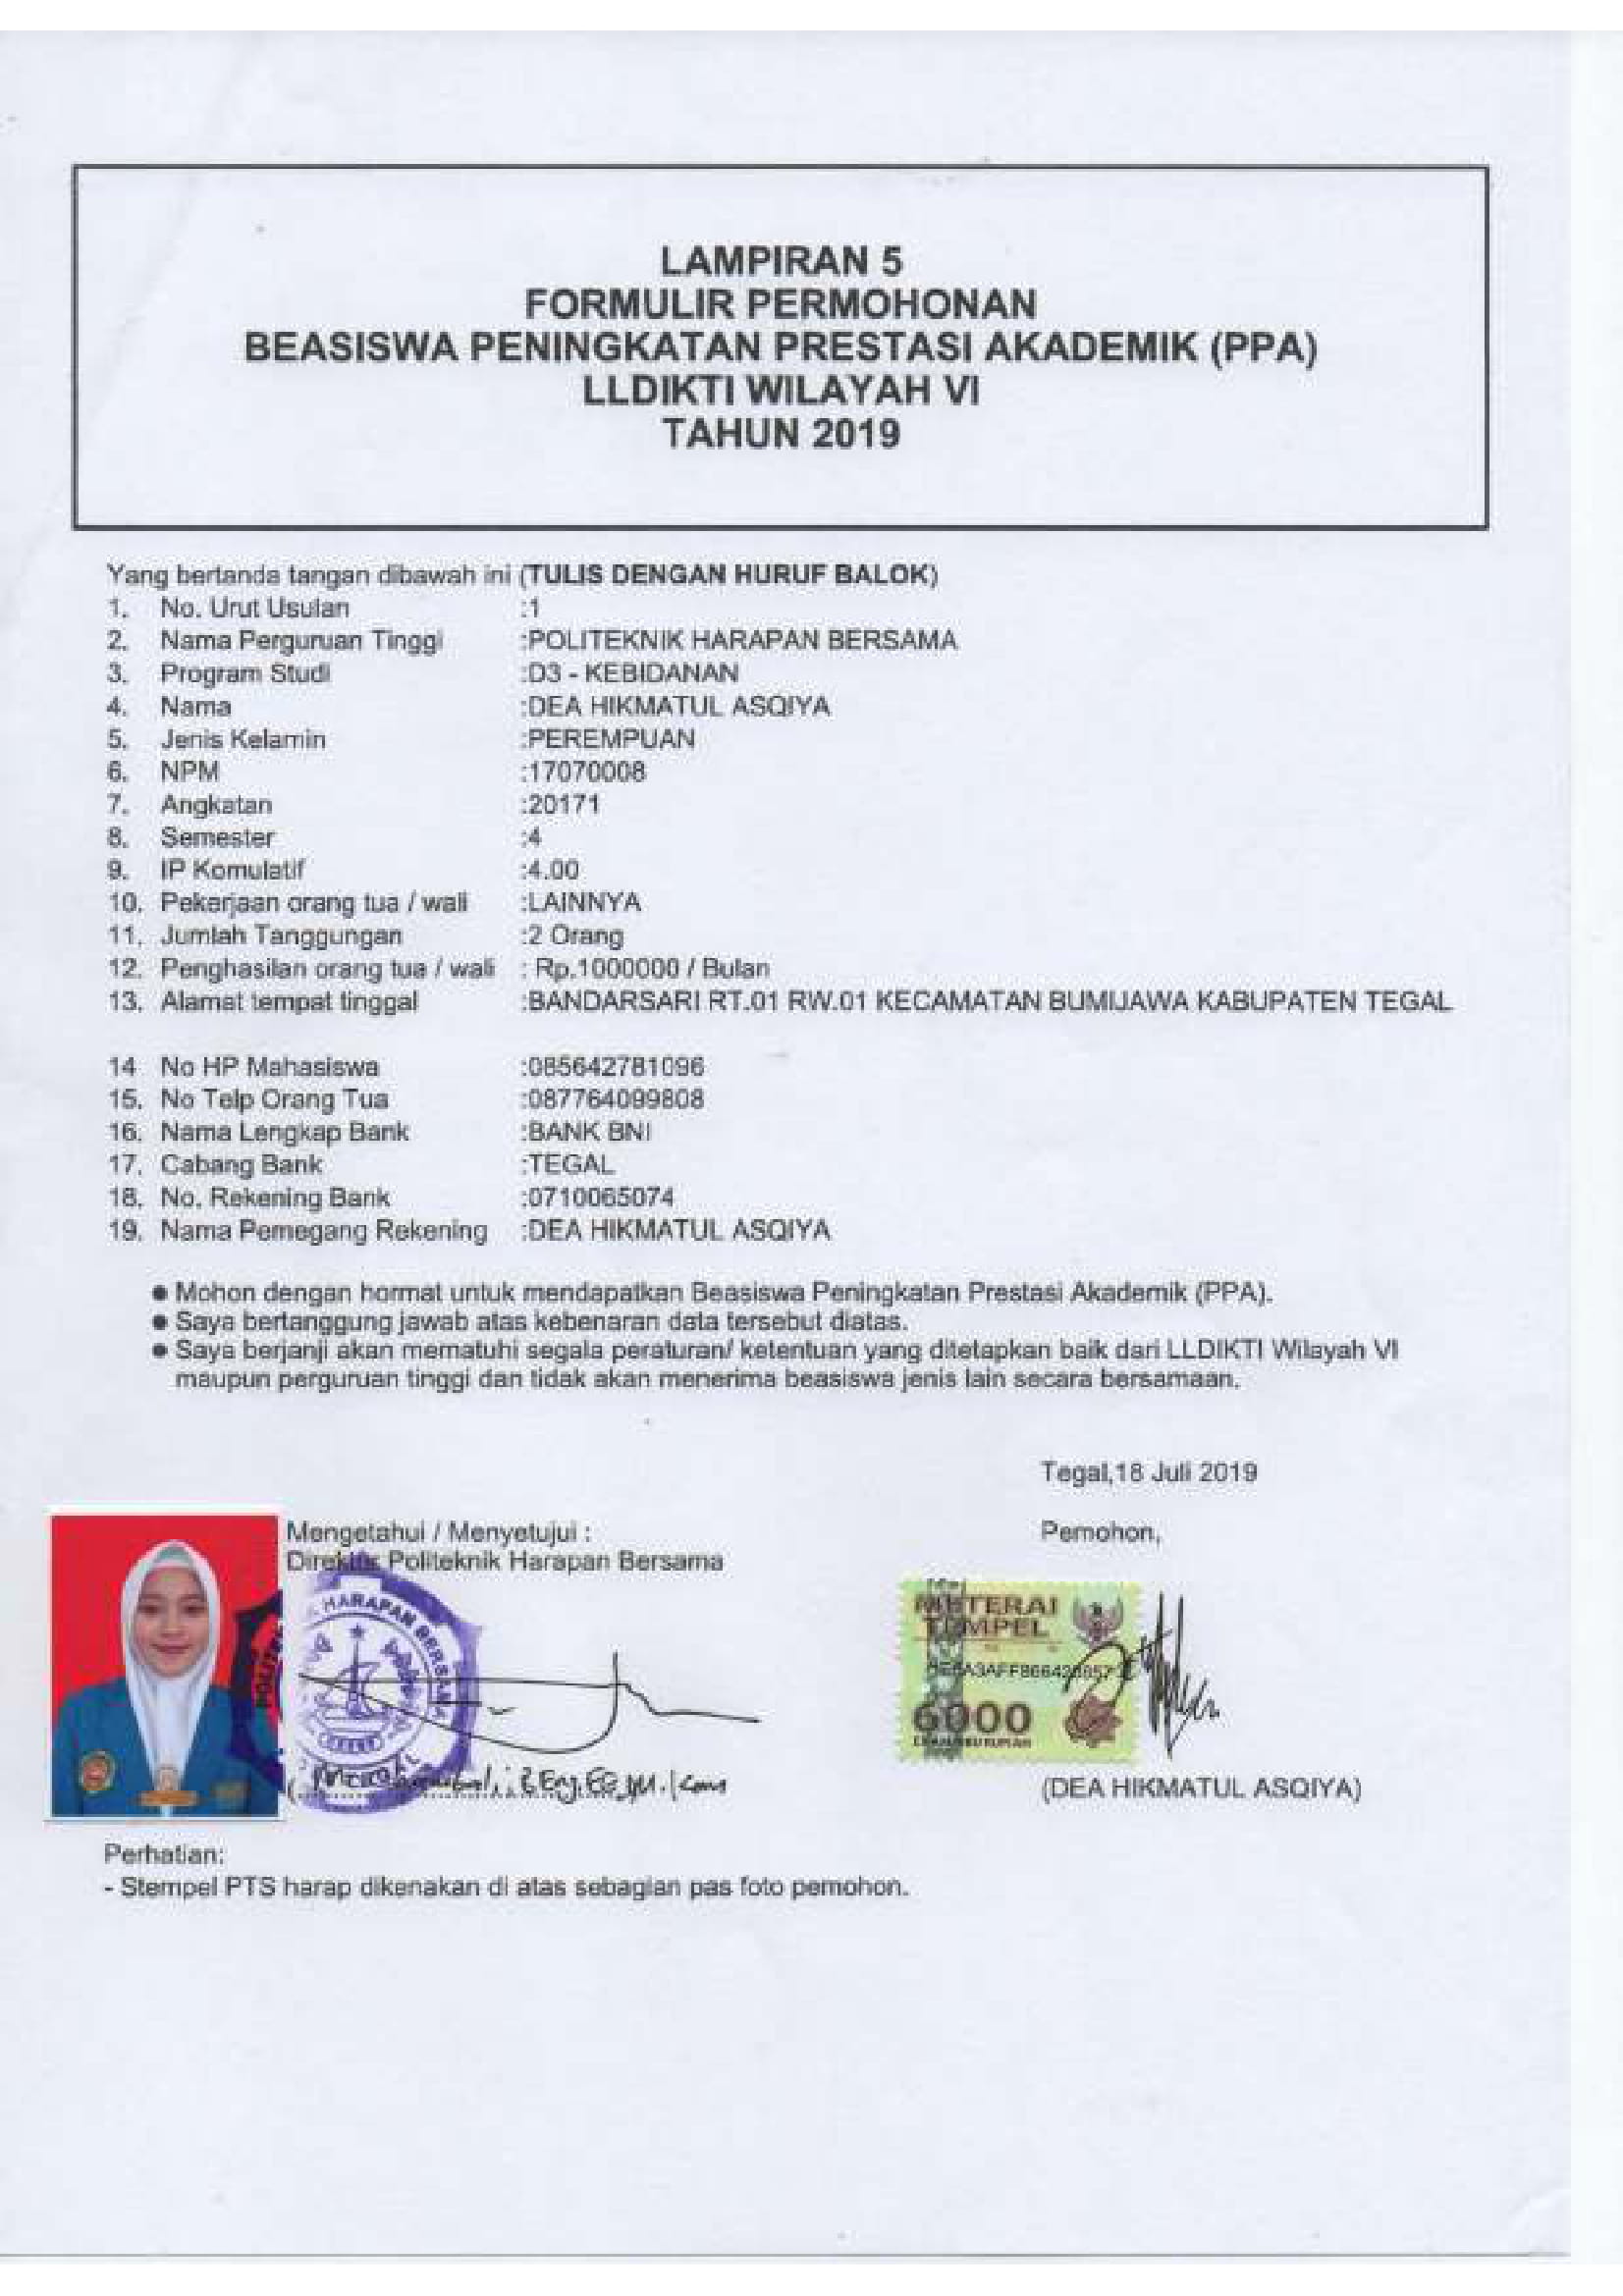 LAMPIRAN 5
FORMULIR PERMOHONAN
BEASISWA PENINGKATAN PRESTASI AKADEMIK (PPA)
LLDIKTI WILAYAH VI
TAHUN 2019
Yang bertanda tangan dibawah ini (TULIS DENGAN HURUF BALOK)
1. No. Urut Usulan :1
2. Nama Perguruan Tinggi :POLITEKNIK HARAPAN BERSAMA
3. Program Studi :D3 - KEBIDANAN
4. Nama :DEA HIKMATUL ASQIYA
5. Jenis Kelamin :PEREMPUAN
6. NPM :17070008
7. Angkatan :20171
8. Semester :4
9. IP Komulatif :4.00
10. Pekerjaan orang tua / wali :LAINNYA
11. Jumlah Tanggungan :2 Orang
12. Penghasilan orang tua / wali : Rp.1000000 / Bulan
13. Alamat tempat tinggal :BANDARSARI RT.01 RW.01 KECAMATAN BUMIJAWA KABUPATEN TEGAL
14 No HP Mahasiswa :085642781096
15. No Telp Orang Tua :087764099808
16. Nama Lengkap Bank :BANK BNI
17. Cabang Bank :TEGAL
18. No. Rekening Bank :0710065074
19. Nama Pemegang Rekening :DEA HIKMATUL ASQIYA
● Mohon dengan hormat untuk mendapatkan Beasiswa Peningkatan Prestasi Akademik (PPA).
● Saya bertanggung jawab atas kebenaran data tersebut diatas.
● Saya berjanji akan mematuhi segala peraturan/ ketentuan yang ditetapkan baik dari LLDIKTI Wilayah VI
maupun perguruan tinggi dan tidak akan menerima beasiswa jenis lain secara bersamaan.
Tegal,18 Juli 2019
Mengetahui / Menyetujui :
Pemohon,
Direktur Politeknik Harapan Bersama
HARAPAN BERSAMA
METERAI
TEMPEL
6000
TEGAL
(DEA HIKMATUL ASQIYA)
Perhatian:
- Stempel PTS harap dikenakan di atas sebagian pas foto pemohon.